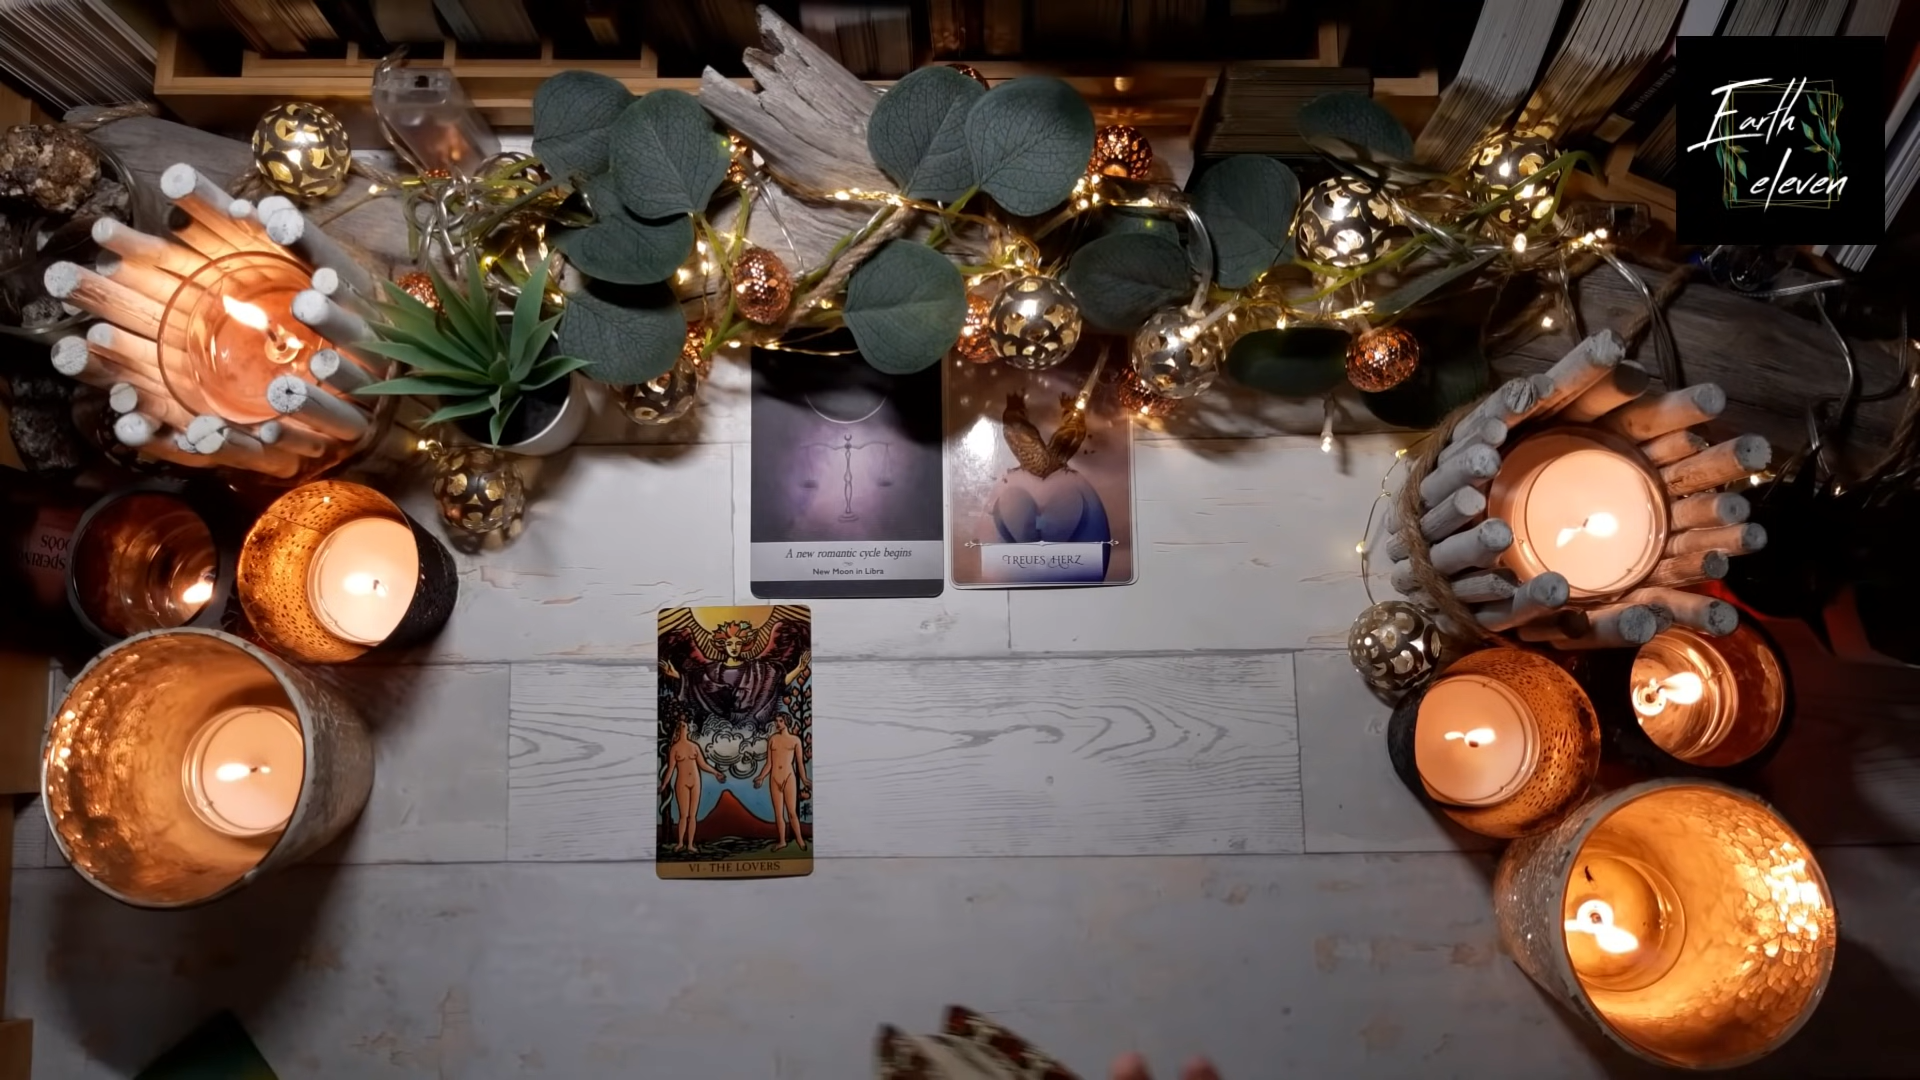 Earth
eleven
A new romantic cycle begins
New Moon in Libra
TREUES HERZ
VI · THE LOVERS